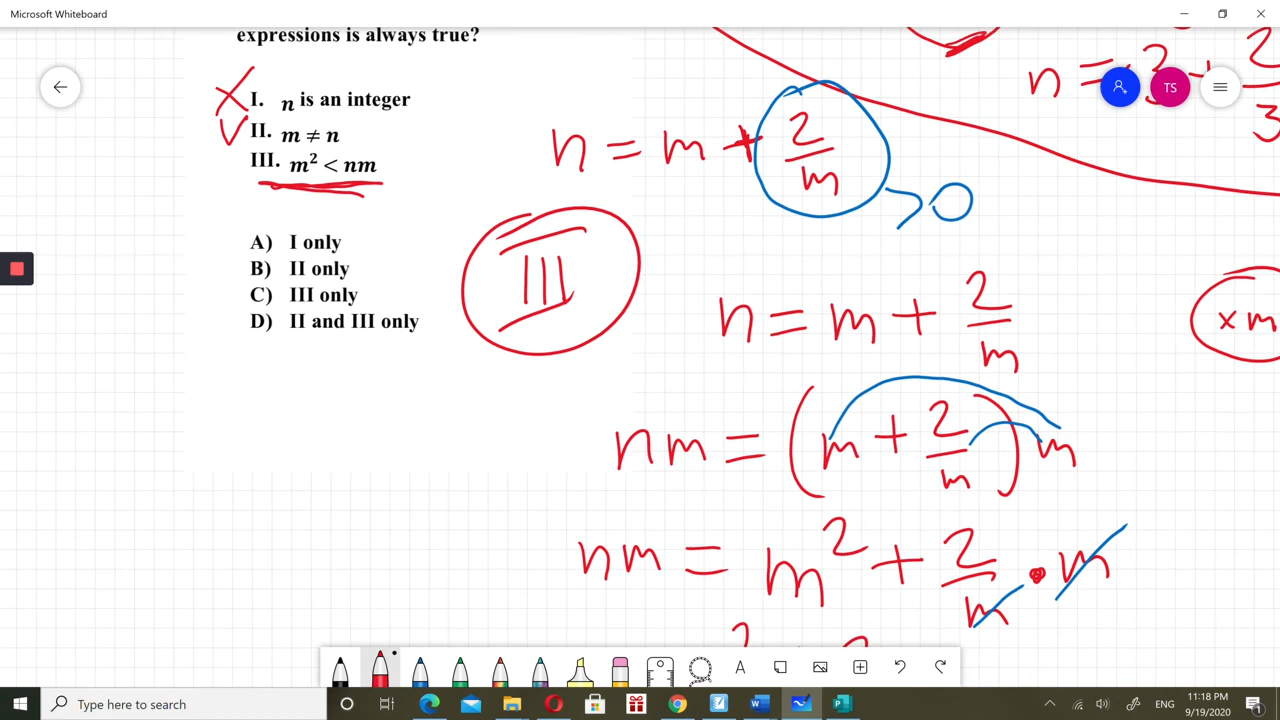 Microsoft Whiteboard
expressions is always true?
I. n is an integer
II. m ≠ n
III. m² < nm
A) I only
B) II only
C) III only
D) II and III only
III
n = m + 2/m
> 0
TS
n = m + 2/m
x m
nm = (m + 2/m) m
nm = m² + 2/m · m
A
Type here to search
ENG
11:18 PM
9/19/2020
1